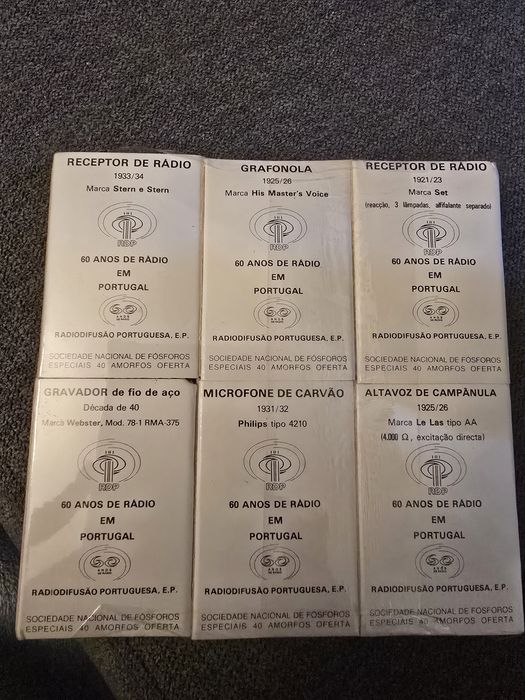 RECEPTOR DE RÁDIO
1933/34
Marca Stern e Stern
RDP
60 ANOS DE RÁDIO
EM
PORTUGAL
60
RADIODIFUSÃO PORTUGUESA, E.P.
SOCIEDADE NACIONAL DE FÓSFOROS
ESPECIAIS 40 AMORFOS OFERTA
GRAFONOLA
1925/26
Marca His Master's Voice
RDP
60 ANOS DE RÁDIO
EM
PORTUGAL
60
RADIODIFUSÃO PORTUGUESA, E.P.
SOCIEDADE NACIONAL DE FÓSFOROS
ESPECIAIS 40 AMORFOS OFERTA
RECEPTOR DE RÁDIO
1921/23
Marca Set
(reacção, 3 lâmpadas, altifalante separado)
RDP
60 ANOS DE RÁDIO
EM
PORTUGAL
60
RADIODIFUSÃO PORTUGUESA, E.P.
SOCIEDADE NACIONAL DE FÓSFOROS
ESPECIAIS 40 AMORFOS OFERTA
GRAVADOR de fio de aço
Década de 40
Marca Webster, Mod. 78-1 RMA-375
RDP
60 ANOS DE RÁDIO
EM
PORTUGAL
60
RADIODIFUSÃO PORTUGUESA, E.P.
SOCIEDADE NACIONAL DE FÓSFOROS
ESPECIAIS 40 AMORFOS OFERTA
MICROFONE DE CARVÃO
1931/32
Philips tipo 4210
RDP
60 ANOS DE RÁDIO
EM
PORTUGAL
60
RADIODIFUSÃO PORTUGUESA, E.P.
SOCIEDADE NACIONAL DE FÓSFOROS
ESPECIAIS 40 AMORFOS OFERTA
ALTAVOZ DE CAMPÂNULA
1925/26
Marca Le Las tipo AA
(4.000 Ω, excitação directa)
RDP
60 ANOS DE RÁDIO
EM
PORTUGAL
60
RADIODIFUSÃO PORTUGUESA, E.P.
SOCIEDADE NACIONAL DE FÓSFOROS
ESPECIAIS 40 AMORFOS OFERTA